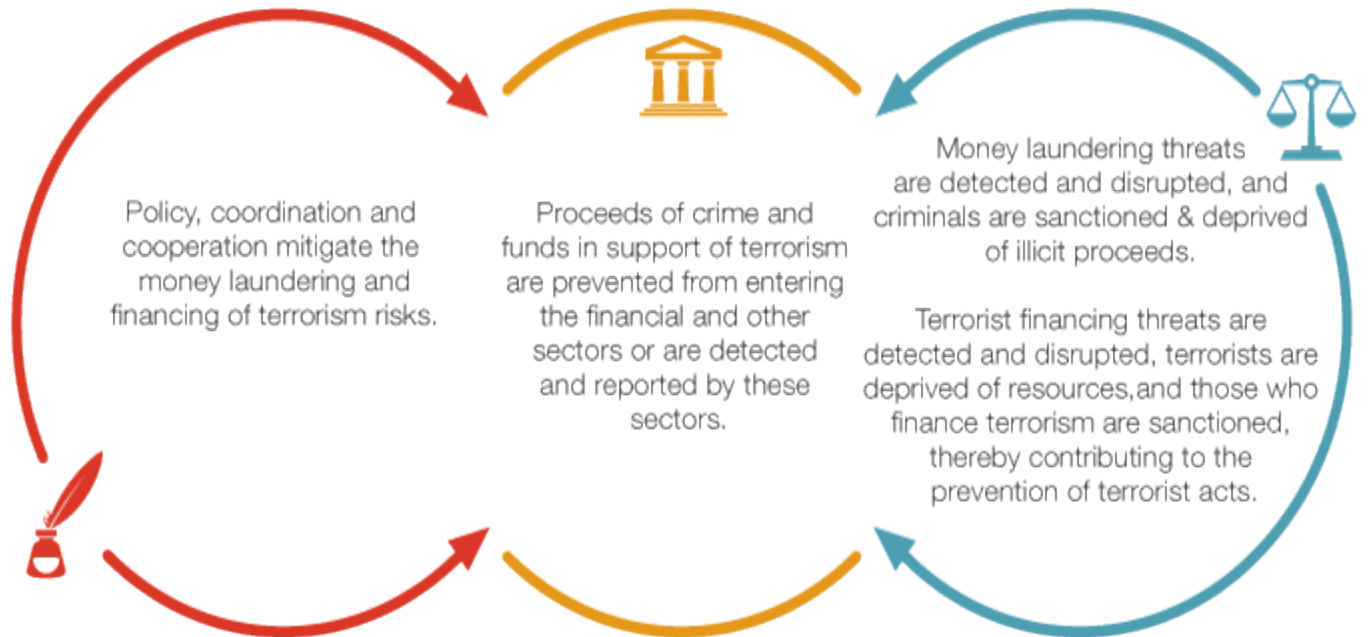 Policy, coordination and
cooperation mitigate the
money laundering and
financing of terrorism risks.
Proceeds of crime and
funds in support of terrorism
are prevented from entering
the financial and other
sectors or are detected
and reported by these
sectors.
Money laundering threats
are detected and disrupted, and
criminals are sanctioned & deprived
of illicit proceeds.
Terrorist financing threats are
detected and disrupted, terrorists are
deprived of resources,and those who
finance terrorism are sanctioned,
thereby contributing to the
prevention of terrorist acts.